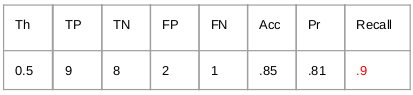 Th TP TN FP FN Acc Pr Recall
0.5 9 8 2 1 .85 .81 .9